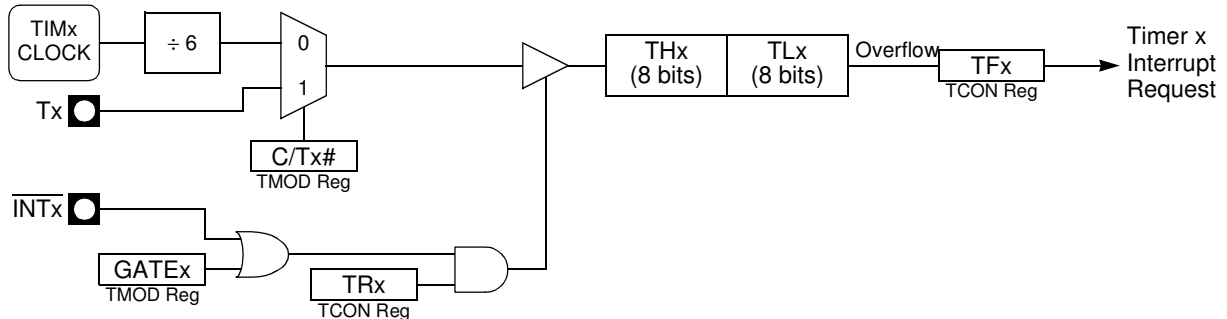 TIMx
CLOCK
÷ 6
0
1
Tx
C/Tx#
TMOD Reg
THx
(8 bits)
TLx
(8 bits)
Overflow
TFx
TCON Reg
Timer x
Interrupt
Request
INTx
GATEx
TMOD Reg
TRx
TCON Reg